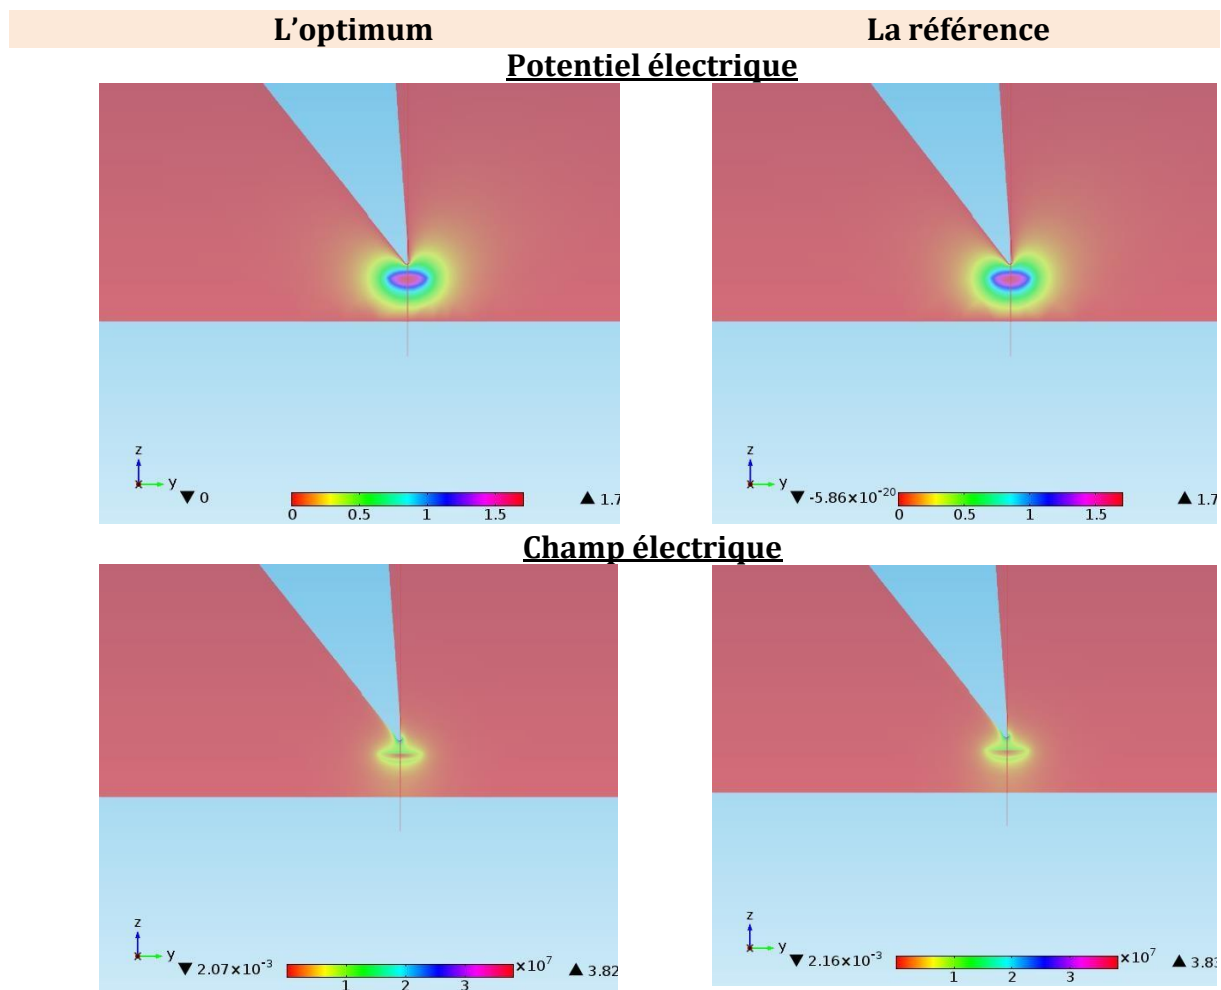 L’optimum La référence
Potentiel électrique
z
y
▼ 0
0 0.5 1 1.5
▲ 1.7
z
y
▼ -5.86×10⁻²⁰
0 0.5 1 1.5
▲ 1.7
Champ électrique
z
y
▼ 2.07×10⁻³
1 2 3
×10⁷
▲ 3.82
z
y
▼ 2.16×10⁻³
1 2 3
×10⁷
▲ 3.83